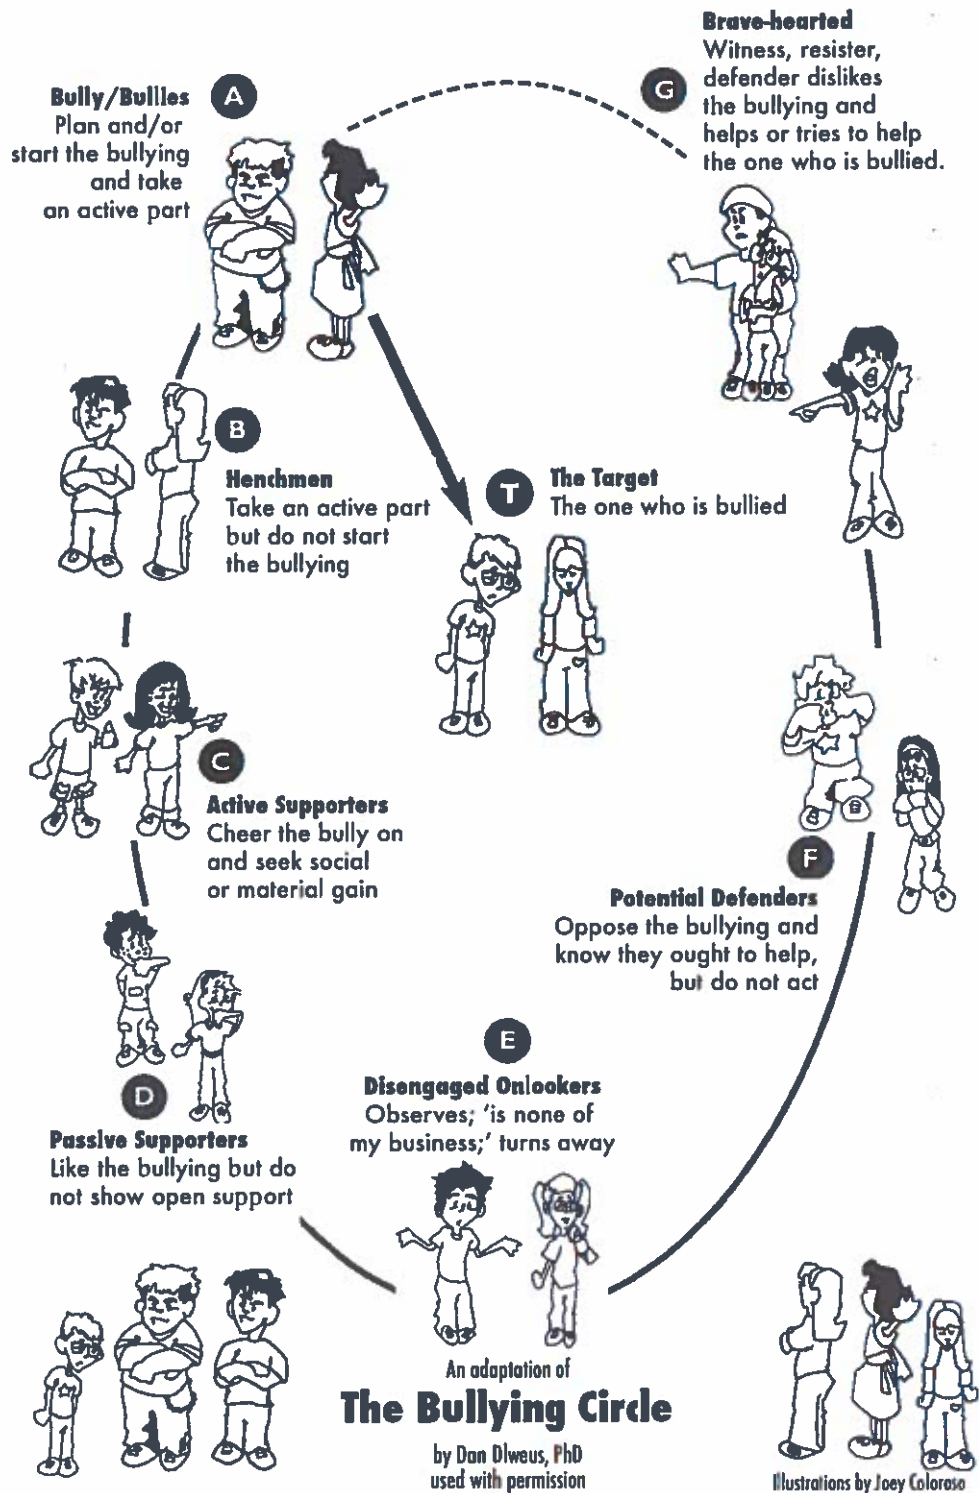 A
Bully/Bullies
Plan and/or
start the bullying
and take
an active part
G
Brave-hearted
Witness, resister,
defender dislikes
the bullying and
helps or tries to help
the one who is bullied.
B
Henchmen
Take an active part
but do not start
the bullying
T
The Target
The one who is bullied
C
Active Supporters
Cheer the bully on
and seek social
or material gain
F
Potential Defenders
Oppose the bullying and
know they ought to help,
but do not act
D
Passive Supporters
Like the bullying but do
not show open support
E
Disengaged Onlookers
Observes; 'is none of
my business;' turns away
An adaptation of
The Bullying Circle
by Dan Olweus, PhD
used with permission
Illustrations by Joey Coloroso